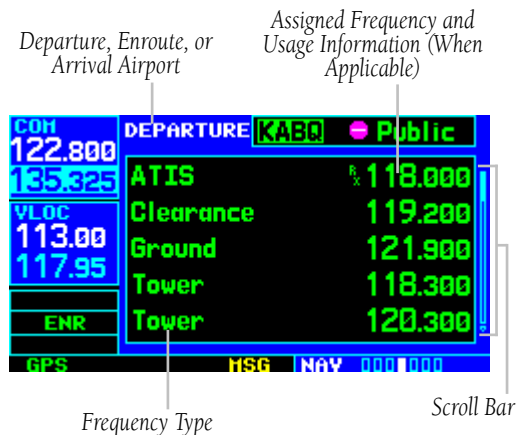 Departure, Enroute, or
Arrival Airport
Assigned Frequency and
Usage Information (When
Applicable)
COM
122.800
135.325
VLOC
113.00
117.95
ENR
DEPARTURE KABQ Public
ATIS Rx 118.000
Clearance 119.200
Ground 121.900
Tower 118.300
Tower 120.300
GPS MSG NAV
Frequency Type
Scroll Bar